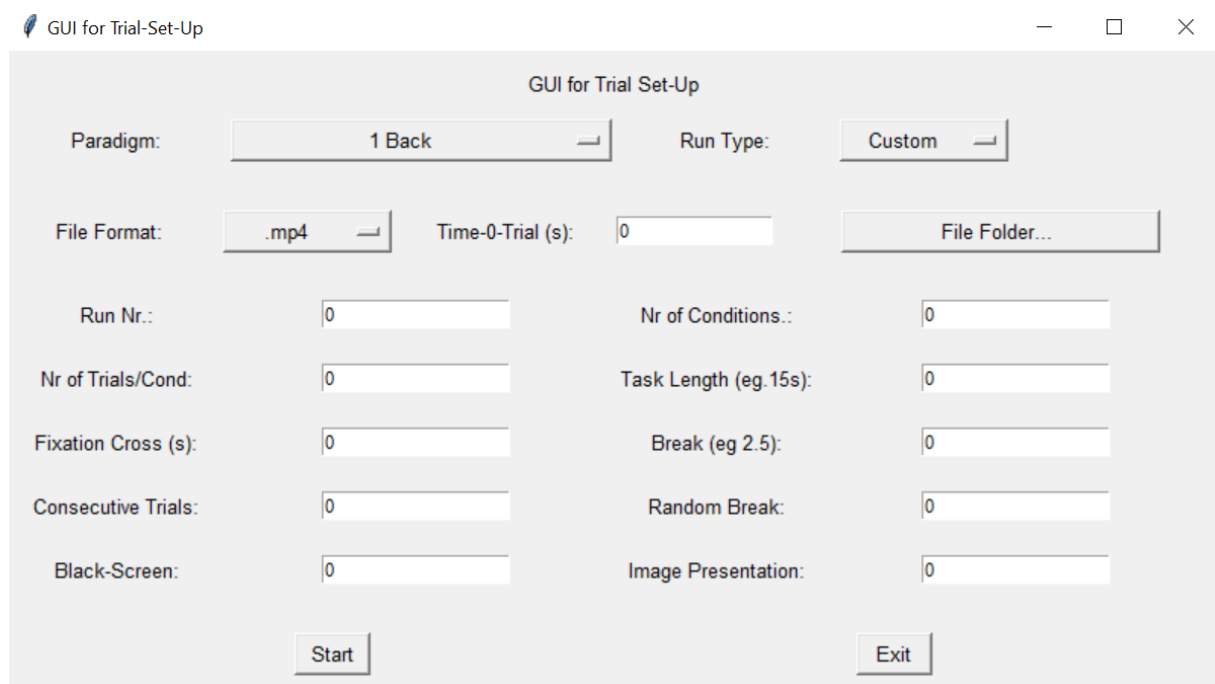 GUI for Trial-Set-Up
GUI for Trial Set-Up
Paradigm: 1 Back Run Type: Custom
File Format: .mp4 Time-0-Trial (s): 0 File Folder...
Run Nr.: 0 Nr of Conditions.: 0
Nr of Trials/Cond: 0 Task Length (eg.15s): 0
Fixation Cross (s): 0 Break (eg 2.5): 0
Consecutive Trials: 0 Random Break: 0
Black-Screen: 0 Image Presentation: 0
Start Exit